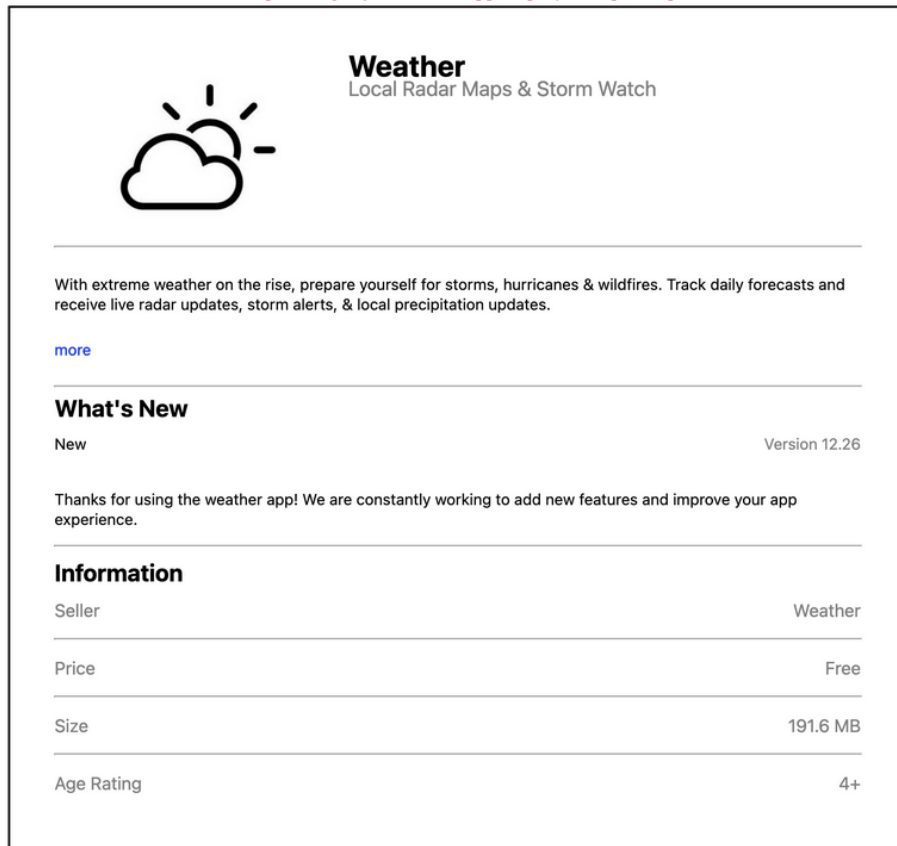 Weather
Local Radar Maps & Storm Watch
With extreme weather on the rise, prepare yourself for storms, hurricanes & wildfires. Track daily forecasts and
receive live radar updates, storm alerts, & local precipitation updates.
more
What's New
New Version 12.26
Thanks for using the weather app! We are constantly working to add new features and improve your app
experience.
Information
Seller Weather
Price Free
Size 191.6 MB
Age Rating 4+